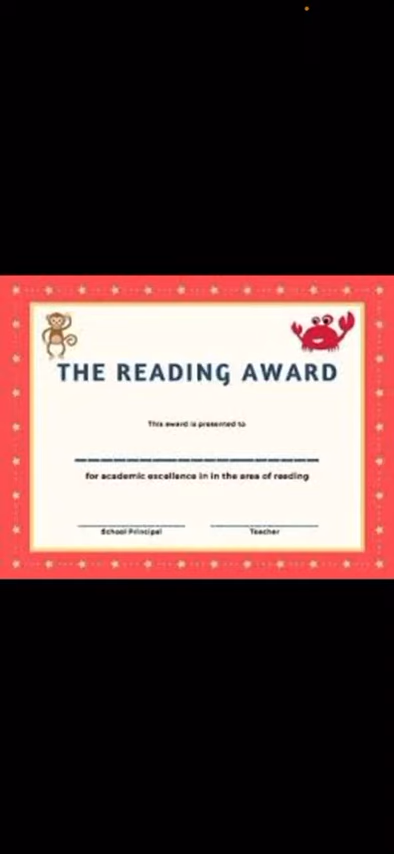 THE READING AWARD
This award is presented to
for academic excellence in in the area of reading
School Principal
Teacher